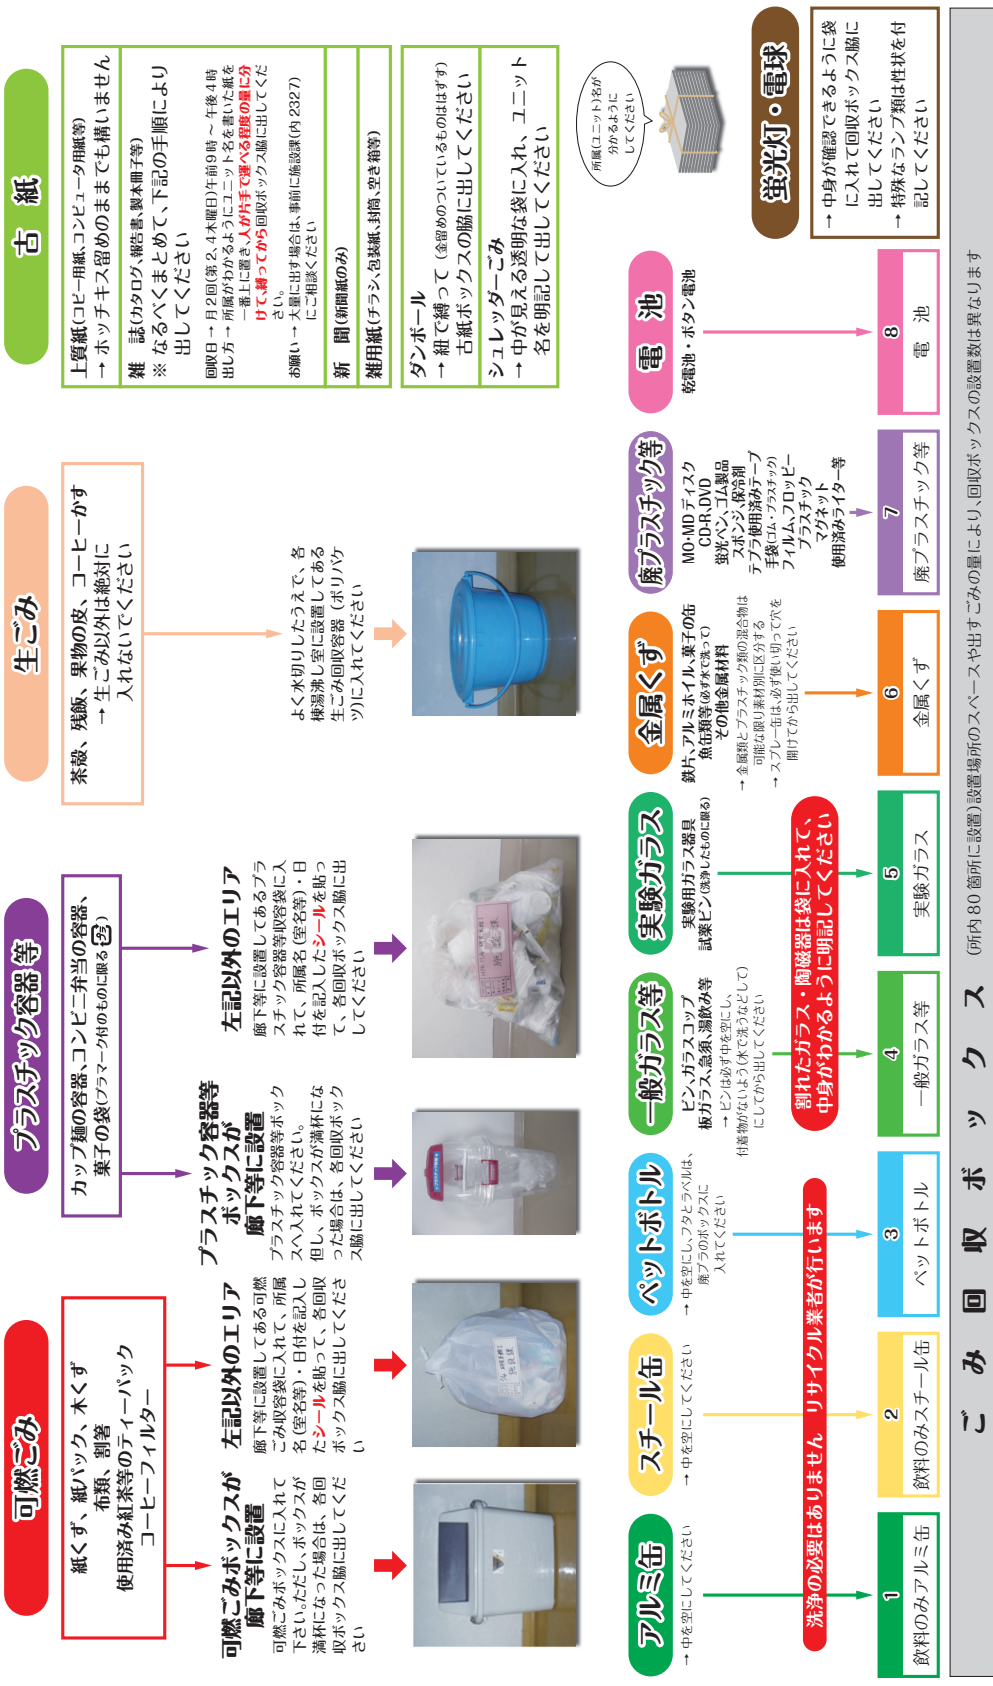 可燃ごみ
紙くず、紙パック、木くず
布類、割箸
使用済み紅茶等のティーバック
コーヒーフィルター
可燃ごみボックスが
廊下等に設置
可燃ごみボックスに入れて
下さい。ただし、ボックスが
満杯になった場合は、各回
収ボックス脇に出してくだ
さい
左記以外のエリア
廊下等に設置してある可燃
ごみ収容袋に入れて、所属
名（室名等）・日付を記入し
たシールを貼って、各回収
ボックス脇に出してくださ
い
プラスチック容器等
カップ麺の容器、コンビニ弁当の容器、
菓子の袋(プラマーク付のものに限る プラ)
プラスチック容器等
ボックスが
廊下等に設置
プラスチック容器等ボック
スへ入れてください。
但し、ボックスが満杯にな
った場合は、各回収ボック
ス脇に出してください
左記以外のエリア
廊下等に設置してあるプラ
スチック容器等収容袋に入
れて、所属名（室名等）・日
付を記入したシールを貼っ
て、各回収ボックス脇に出
してください
生ごみ
茶殻、残飯、果物の皮、コーヒーかす
→ 生ごみ以外は絶対に
入れないでください
よく水切りしたうえで、各
棟湯沸し室に設置してある
生ごみ回収容器（ポリバケ
ツ)に入れてください
古紙
上質紙(コピー用紙、コンピュータ用紙等)
→ ホッチキス留めのままでも構いません
雑　誌(カタログ、報告書、製本冊子等)
※ なるべくまとめて、下記の手順により
出してください
回収日 → 月２回(第２、４木曜日)午前９時 ～ 午後４時
出し方 → 所属がわかるようにユニット名を書いた紙を
一番上に置き、人が片手で運べる程度の量に分
けて、縛ってから回収ボックス脇に出してくだ
さい。
お願い → 大量に出す場合は、事前に施設課(内 2327)
にご相談ください
新　聞(新聞紙のみ)
雑用紙(チラシ、包装紙、封筒、空き箱等)
ダンボール
→ 紐で縛って（金留めのついているものははずす）
古紙ボックスの脇に出してください
シュレッダーごみ
→ 中が見える透明な袋に入れ、ユニット
名を明記して出してください
所属(ユニット)名が
分かるように
してください
アルミ缶
→ 中を空にしてください
スチール缶
→ 中を空にしてください
ペットボトル
→ 中を空にし、フタとラベルは、
廃プラのボックスに
入れてください
洗浄の必要はありません　リサイクル業者が行います
一般ガラス等
ビン、ガラスコップ
板ガラス、急須、湯飲み等
→ ビンは必ず中を空にし、
付着物がないよう(水で洗うなどして)
にしてから出してください
実験ガラス
実験用ガラス器具
試薬ビン(洗浄したものに限る)
割れたガラス・陶磁器は袋に入れて、
中身がわかるように明記してください
金属くず
鉄片、アルミホイル、菓子の缶
魚缶類等(必ず水で洗って)
その他金属材料
→ 金属類とプラスチック類の混合物は
可能な限り素材別に区分する
→ スプレー缶は、必ず使い切って穴を
開けてから出してください
廃プラスチック等
MO・MDディスク
CD-R、DVD
蛍光ペン、ゴム製品
スポンジ、保冷剤
テプラ使用済みテープ
手袋(ゴム・プラスチック)
フィルム、フロッピー
プラスチック
マグネット
使用済みライター等
電　池
乾電池・ボタン電池
蛍光灯・電球
→ 中身が確認できるように袋
に入れて回収ボックス脇に
出してください
→ 特殊なランプ類は性状を付
記してください
1
飲料のみアルミ缶
2
飲料のみスチール缶
3
ペットボトル
4
一般ガラス等
5
実験ガラス
6
金属くず
7
廃プラスチック等
8
電　池
ごみ回収ボックス
(所内 80 箇所に設置)設置場所のスペースや出すごみの量により、回収ボックスの設置数は異なります